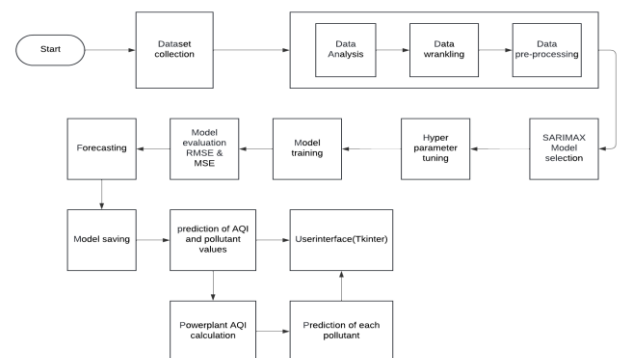 Start
Dataset
collection
Data
Analysis
Data
wrankling
Data
pre-processing
SARIMAX
Model
selection
Hyper
parameter
tuning
Model
training
Model
evaluation
RMSE &
MSE
Forecasting
Model saving
prediction of AQI
and pollutant
values
Userinterface(Tkinter)
Powerplant AQI
calculation
Prediction of each
pollutant